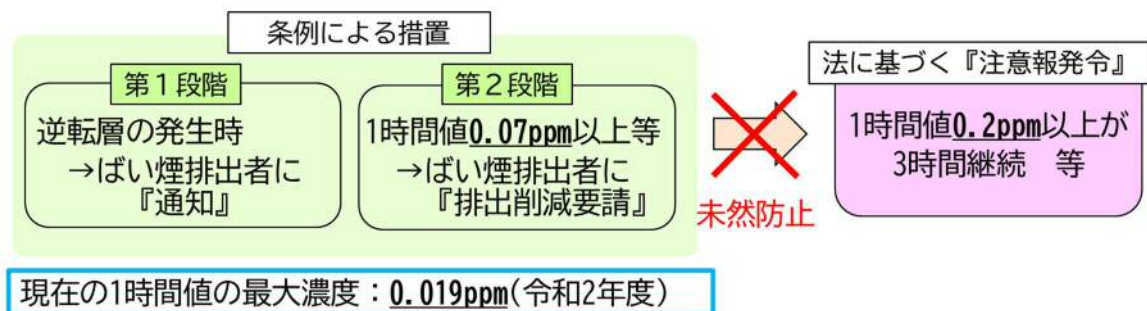 条例による措置
第1段階
逆転層の発生時
→ばい煙排出者に
『通知』
第2段階
1時間値0.07ppm以上等
→ばい煙排出者に
『排出削減要請』
未然防止
法に基づく『注意報発令』
1時間値0.2ppm以上が
3時間継続　等
現在の1時間値の最大濃度：0.019ppm(令和2年度）